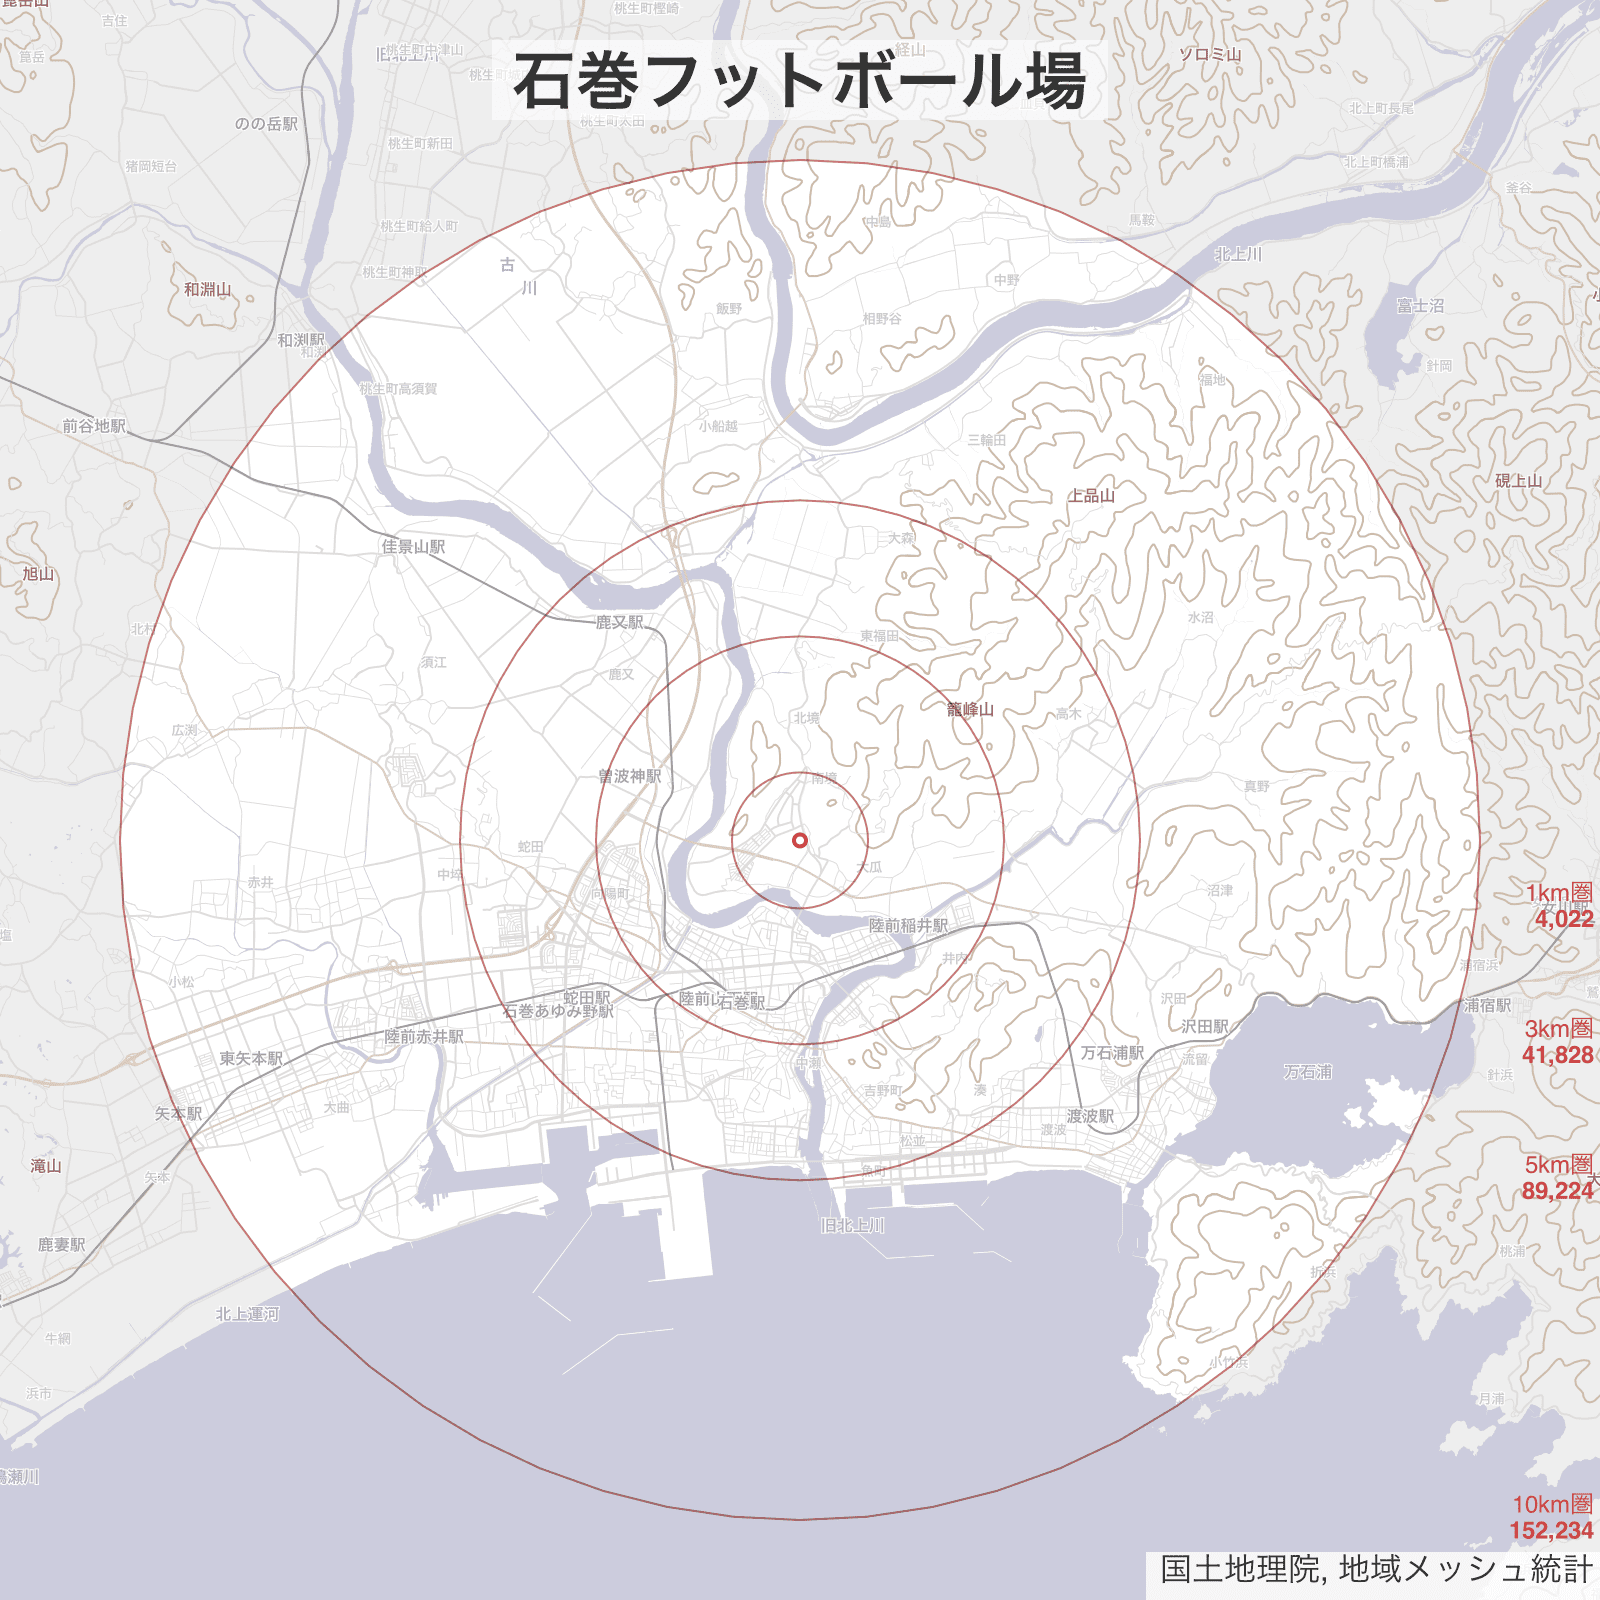 石巻フットボール場
箟岳山
吉住
桃生町樫崎
箆岳
旧北上川
桃生町中津山
経山
ソロミ山
のの岳駅
桃生町太田
北上町長尾
猪岡短台
桃生町新田
北上町橋浦
釜谷
桃生町給人町
中島
馬鞍
古川
北上川
桃生町神取
中野
和淵山
飯野
相野谷
富士沼
和渕駅
和渕
針岡
桃生町高須賀
福地
前谷地駅
小船越
三輪田
上品山
硯上山
佳景山駅
大森
旭山
北村
鹿又駅
東福田
水沼
須江
鹿又
籠峰山
高木
広渕
北境
曽波神駅
南境
真野
蛇田
大瓜
赤井
中埣
向陽町
沼津
1km圏
4,022
陸前稲井駅
井内
浦宿浜
小松
蛇田駅
石巻駅
沢田
浦宿駅
石巻あゆみ野駅
沢田駅
陸前赤井駅
3km圏
41,828
東矢本駅
中瀬
万石浦駅
流留
万石浦
針浜
吉野町
湊
矢本駅
大曲
渡波駅
渡波
松並
滝山
矢本
魚町
5km圏
89,224
旧北上川
鹿妻駅
桃浦
折浜
北上運河
牛網
小竹浜
浜市
月浦
鳴瀬川
10km圏
152,234
国土地理院, 地域メッシュ統計